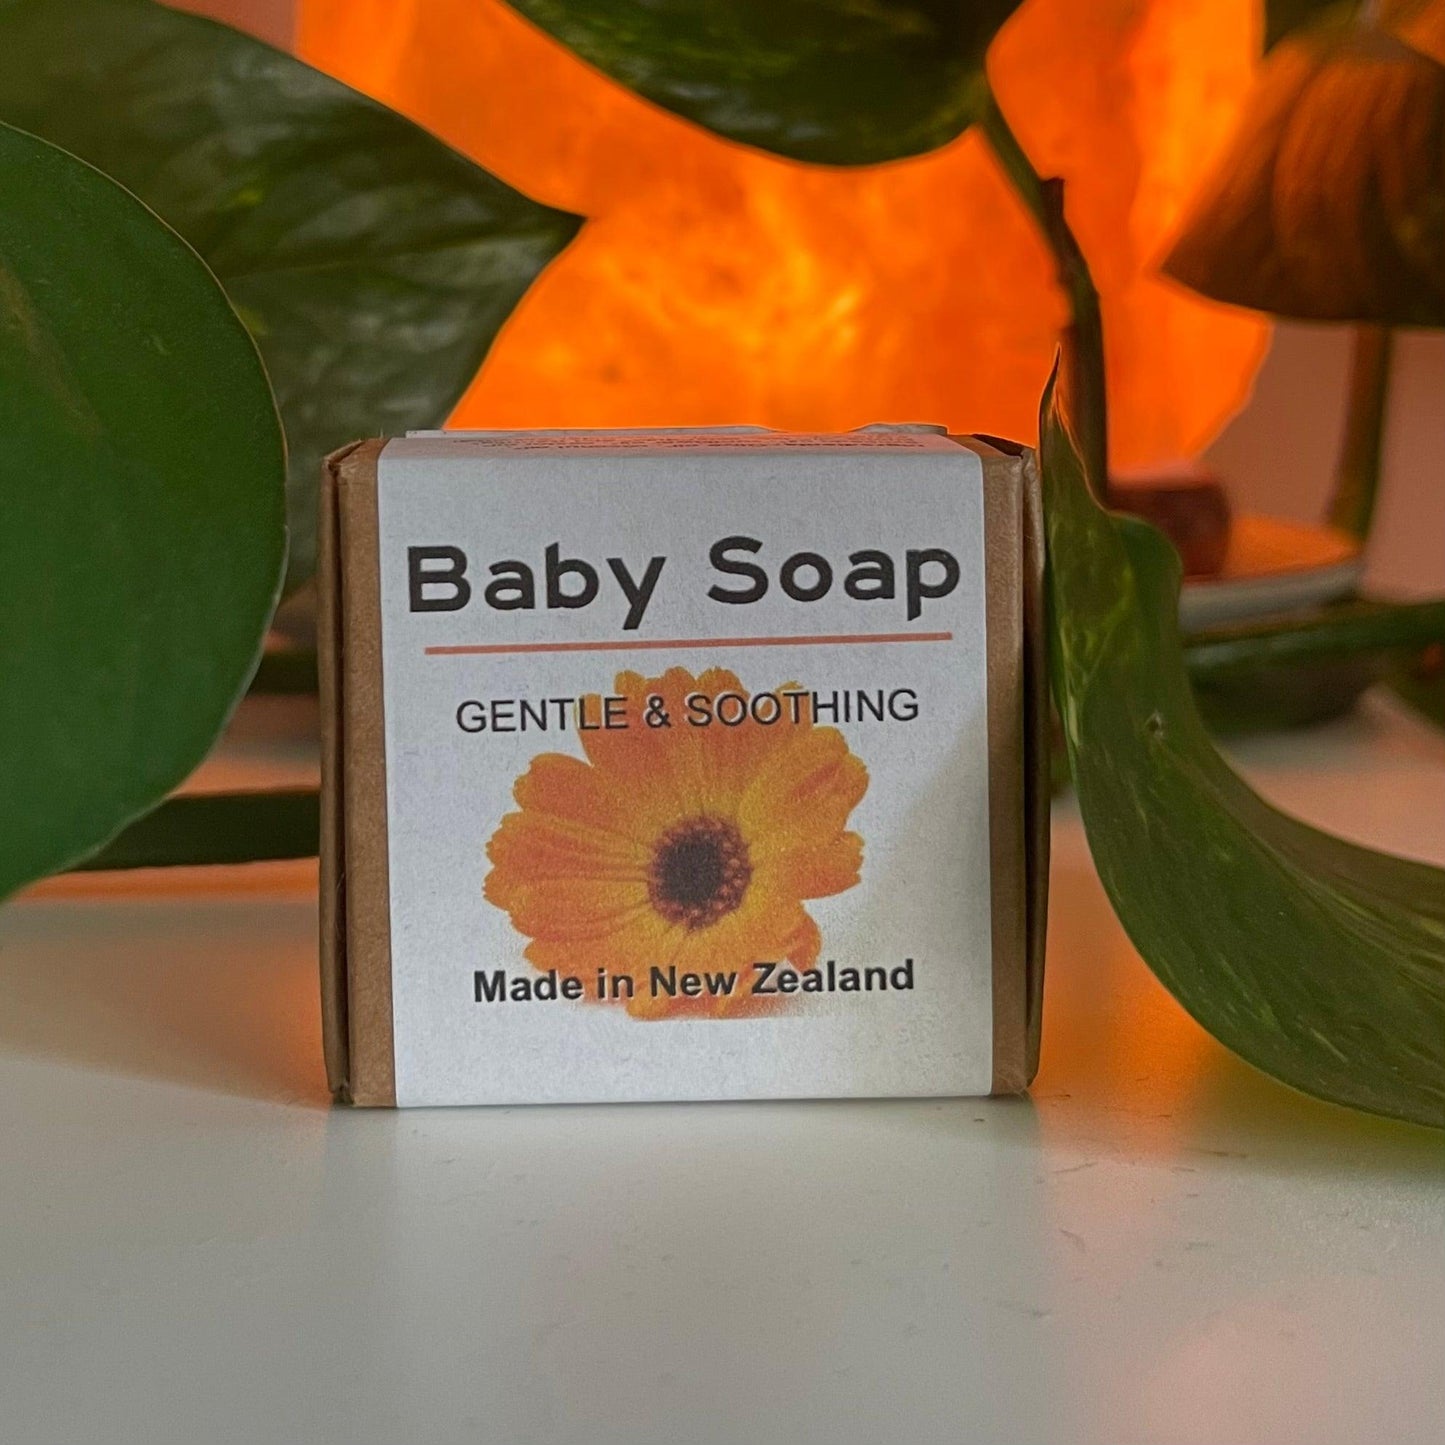 Baby Soap
GENTLE & SOOTHING
Made in New Zealand